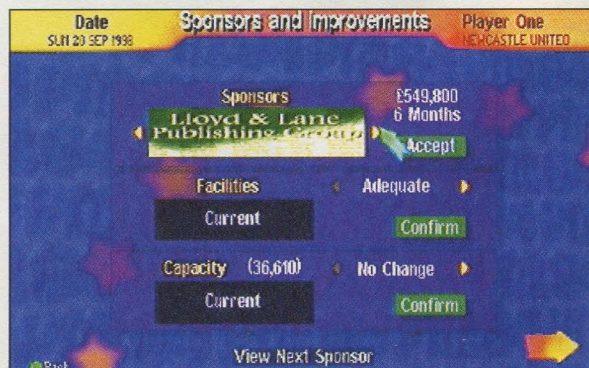 Date
SUN 20 SEP 1998
Sponsors and Improvements
Player One
NEWCASTLE UNITED
Sponsors
Lloyd & Lane
Publishing Group
£549,800
6 Months
Accept
Facilities
Adequate
Current
Confirm
Capacity (36,610)
No Change
Current
Confirm
View Next Sponsor
Back